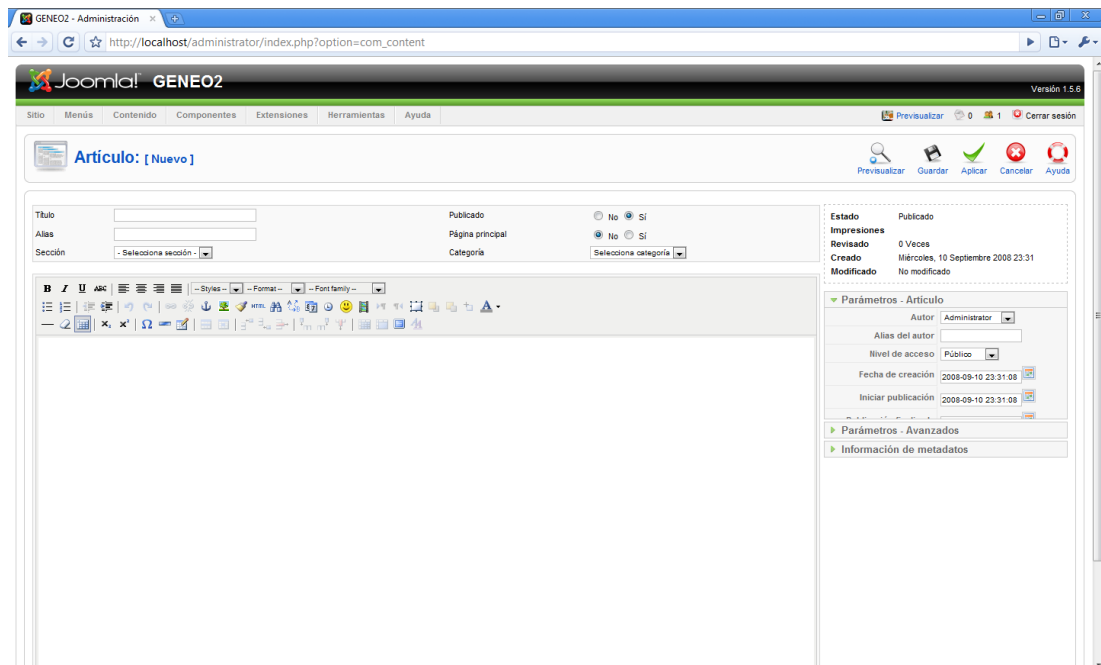 GENEO2 - Administración
http://localhost/administrator/index.php?option=com_content
Joomla! GENEO2
Versión 1.5.6
Sitio Menús Contenido Componentes Extensiones Herramientas Ayuda
Previsualizar 0 1 Cerrar sesión
Artículo: [ Nuevo ]
Previsualizar Guardar Aplicar Cancelar Ayuda
Título Publicado No Sí
Alias Página principal No Sí
Sección - Selecciona sección - Categoría Selecciona categoría
B I U ABC -- Styles -- -- Format -- -- Font family --
HTML
Estado Publicado
Impresiones
Revisado 0 Veces
Creado Miércoles, 10 Septiembre 2008 23:31
Modificado No modificado
Parámetros - Artículo
Autor Administrator
Alias del autor
Nivel de acceso Público
Fecha de creación 2008-09-10 23:31:08
Iniciar publicación 2008-09-10 23:31:08
Parámetros - Avanzados
Información de metadatos